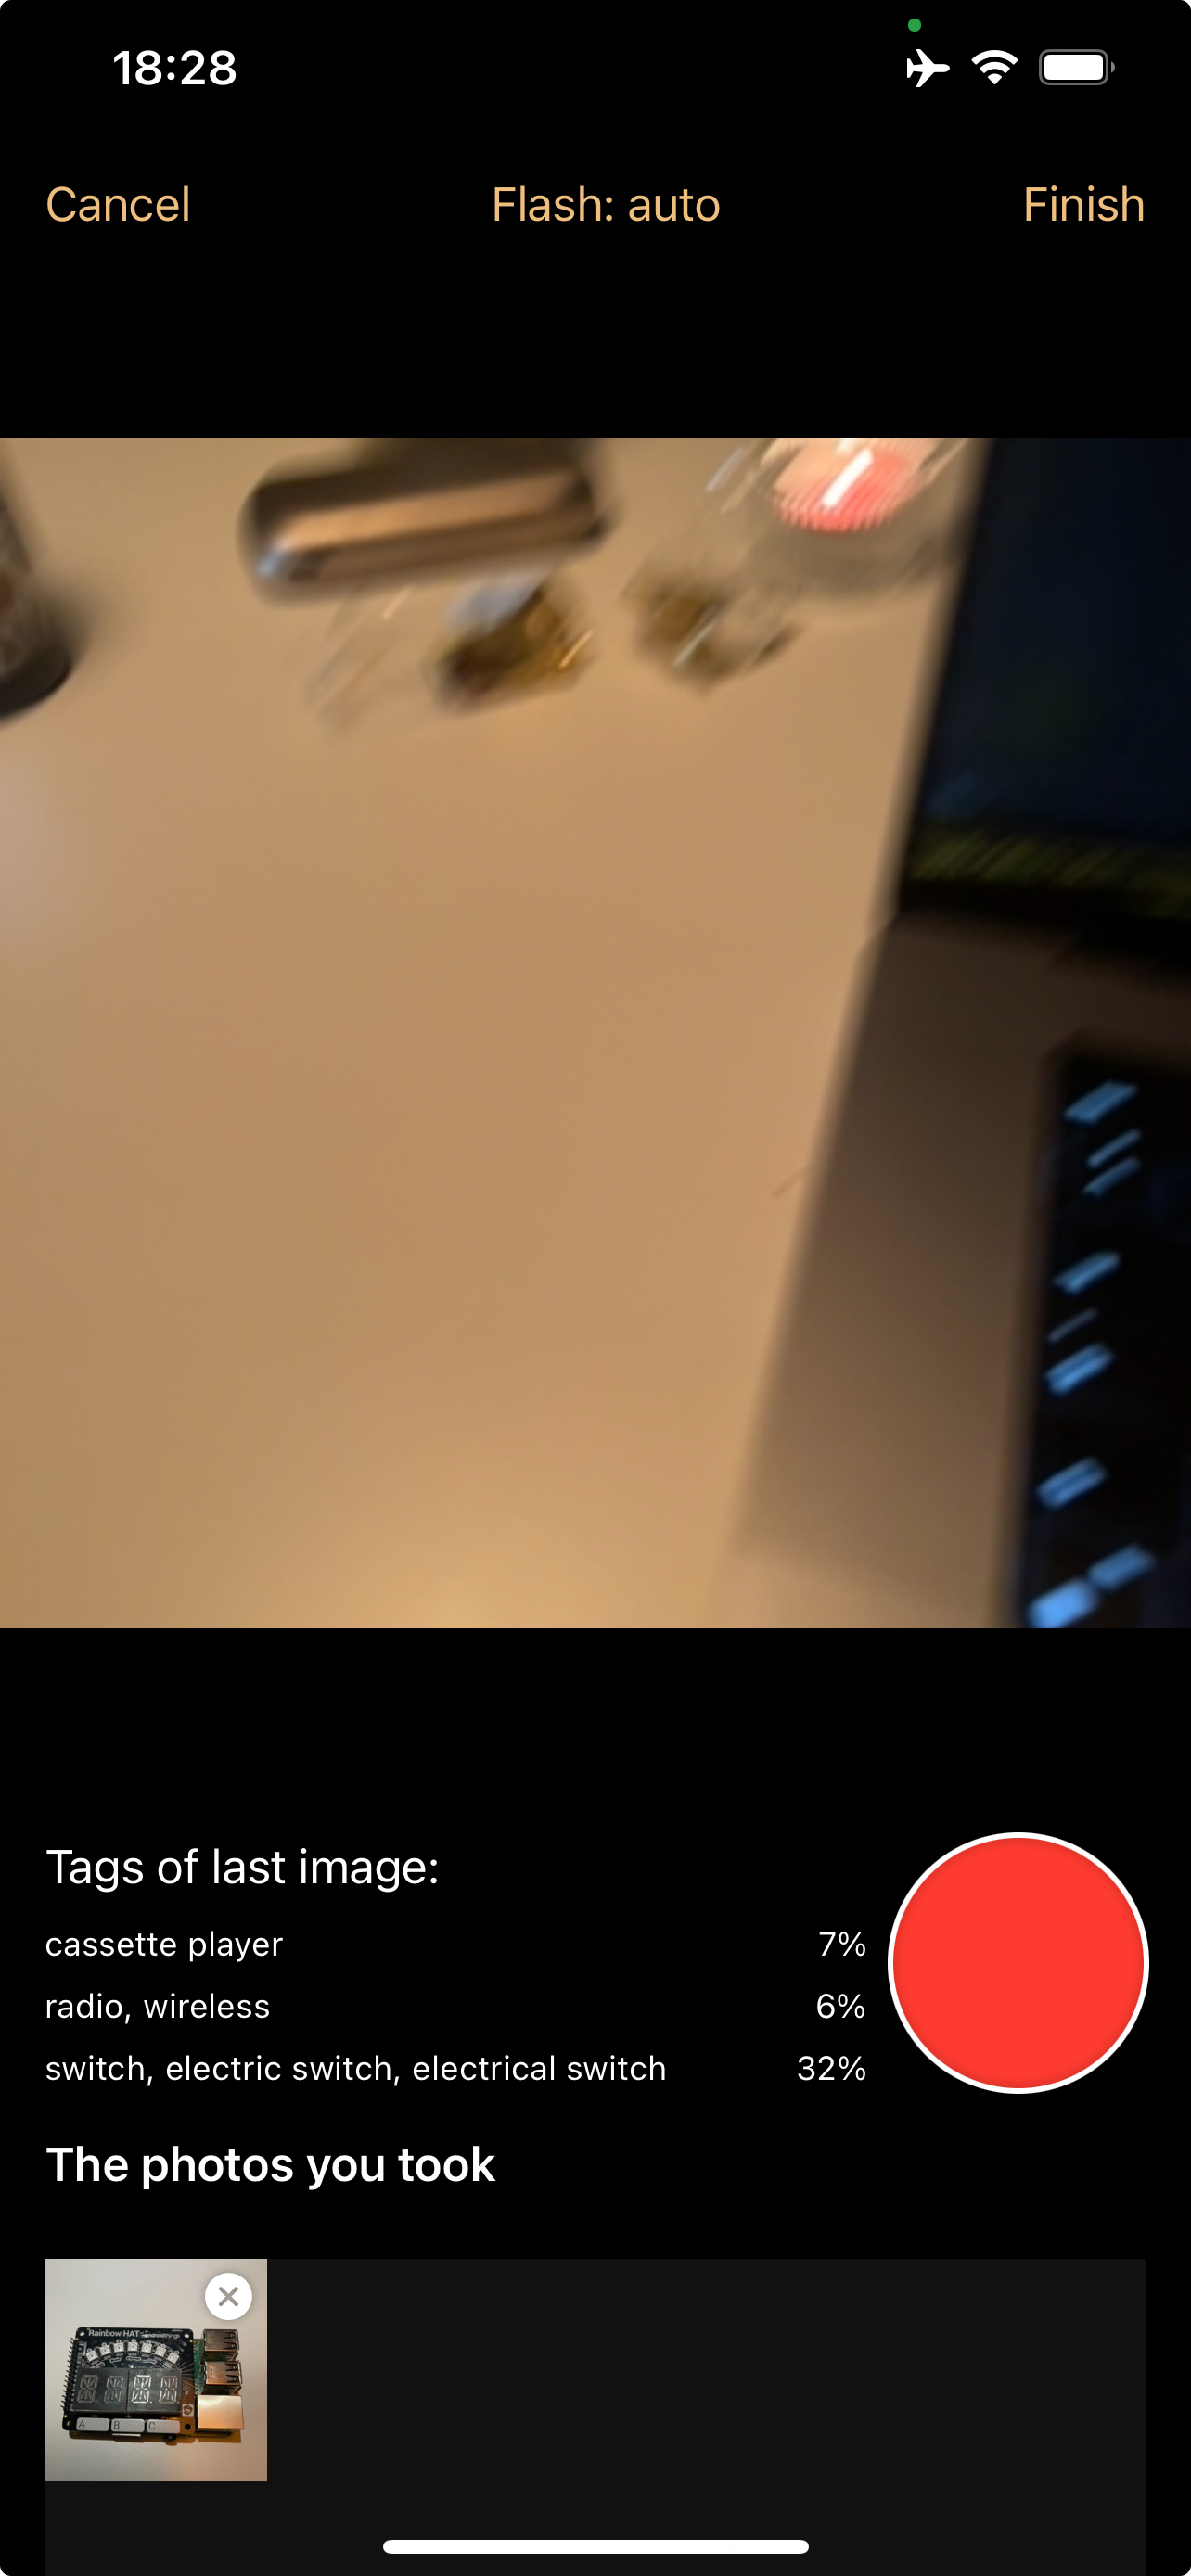 18:28
Cancel Flash: auto Finish
Tags of last image:
cassette player 7%
radio, wireless 6%
switch, electric switch, electrical switch 32%
The photos you took
Rainbow HAT androidthings
A B C